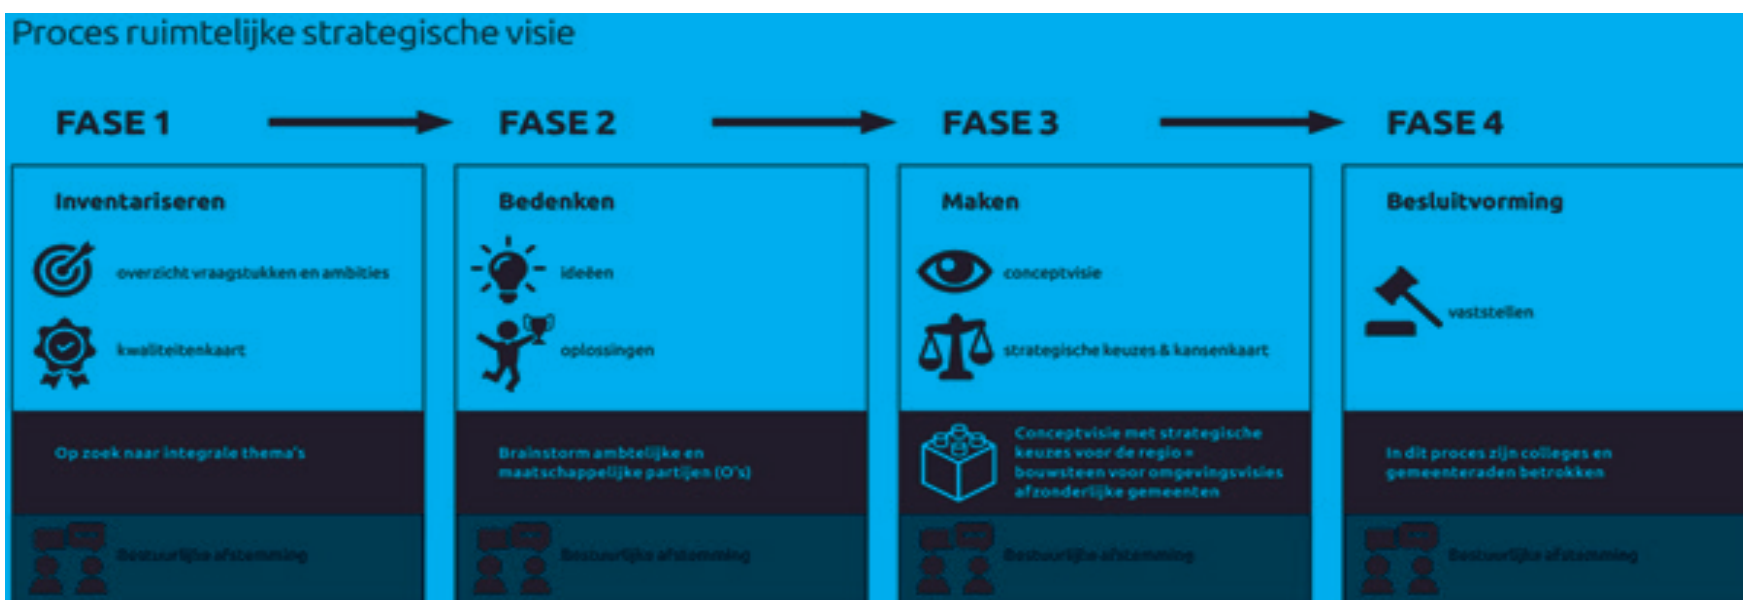 Proces ruimtelijke strategische visie
FASE 1
FASE 2
FASE 3
FASE 4
Inventariseren
overzicht vraagstukken en ambities
kwaliteitenkaart
Op zoek naar integrale thema's
Bestuurlijke afstemming
Bedenken
ideëen
oplossingen
Brainstorm ambtelijke en
maatschappelijke partijen (O's)
Bestuurlijke afstemming
Maken
conceptvisie
strategische keuzes & kansenkaart
Conceptvisie met strategische
keuzes voor de regio =
bouwsteen voor omgevingsvisies
afzonderlijke gemeenten
Bestuurlijke afstemming
Besluitvorming
vaststellen
In dit proces zijn colleges en
gemeenteraden betrokken
Bestuurlijke afstemming